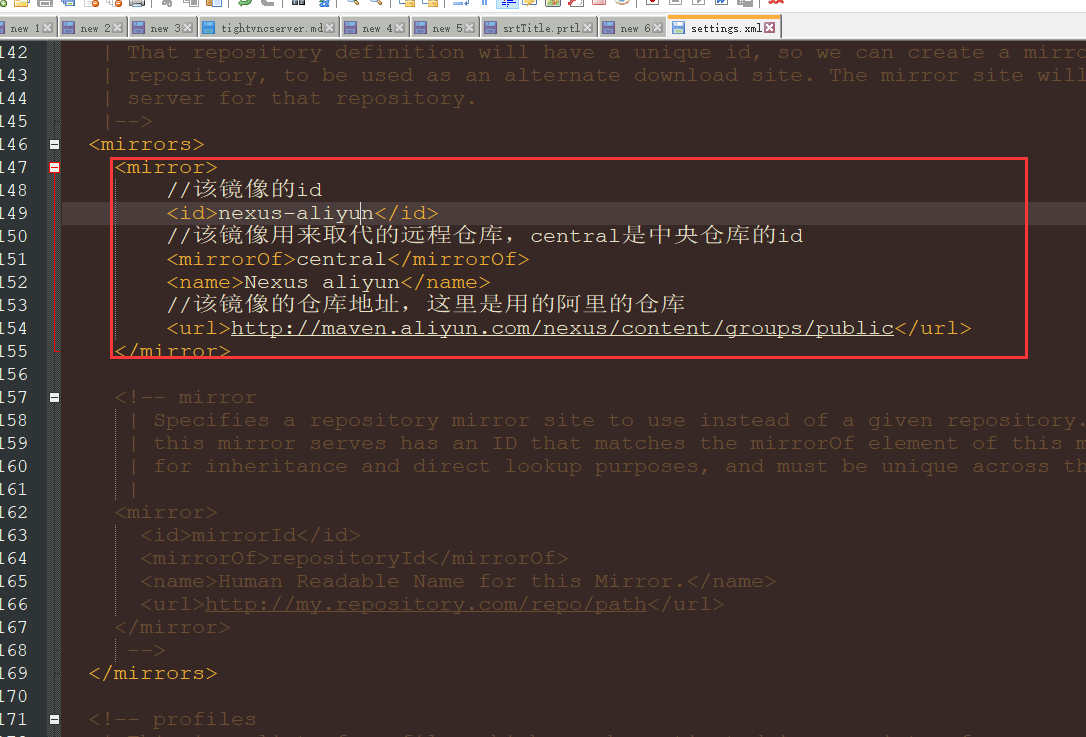 new 1 new 2 new 3 tightvncserver.md new 4 new 5 srtTitle.prtl new 6 settings.xml
142 | That repository definition will have a unique id, so we can create a mirro
143 | repository, to be used as an alternate download site. The mirror site will
144 | server for that repository.
145 |-->
146 <mirrors>
147 <mirror>
148 //该镜像的id
149 <id>nexus-aliyun</id>
150 //该镜像用来取代的远程仓库，central是中央仓库的id
151 <mirrorOf>central</mirrorOf>
152 <name>Nexus aliyun</name>
153 //该镜像的仓库地址，这里是用的阿里的仓库
154 <url>http://maven.aliyun.com/nexus/content/groups/public</url>
155 </mirror>
156
157 <!-- mirror
158 | Specifies a repository mirror site to use instead of a given repository.
159 | this mirror serves has an ID that matches the mirrorOf element of this m
160 | for inheritance and direct lookup purposes, and must be unique across th
161 |
162 <mirror>
163 <id>mirrorId</id>
164 <mirrorOf>repositoryId</mirrorOf>
165 <name>Human Readable Name for this Mirror.</name>
166 <url>http://my.repository.com/repo/path</url>
167 </mirror>
168 -->
169 </mirrors>
170
171 <!-- profiles